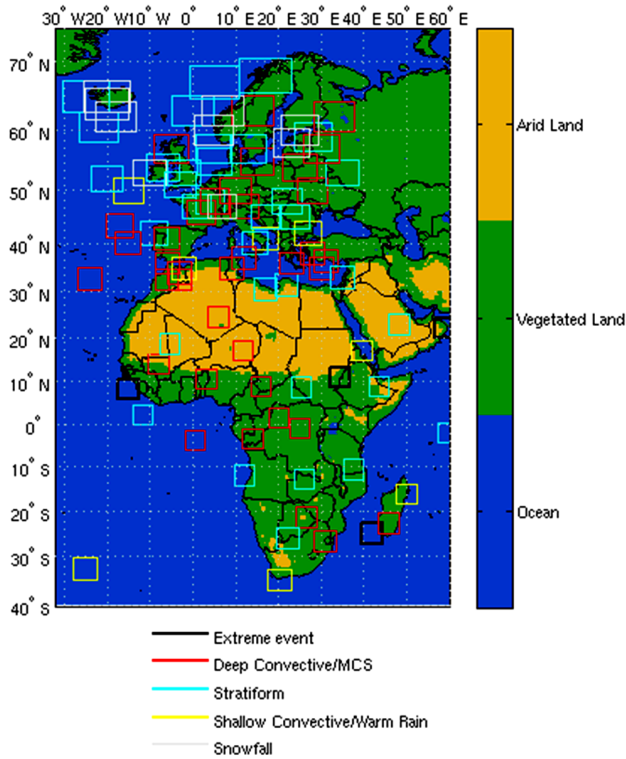 30° W20° W10° W 0° 10° E 20° E 30° E 40° E 50° E 60° E
70° N
60° N
50° N
40° N
30° N
20° N
10° N
0°
10° S
20° S
30° S
40° S
Arid Land
Vegetated Land
Ocean
Extreme event
Deep Convective/MCS
Stratiform
Shallow Convective/Warm Rain
Snowfall